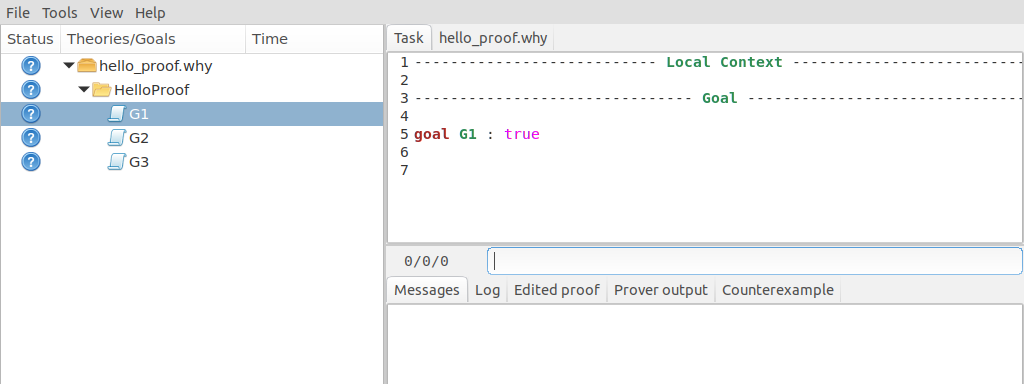 File Tools View Help
Status Theories/Goals Time
hello_proof.why
HelloProof
G1
G2
G3
Task hello_proof.why
1 --------------------------- Local Context -------------------------
2
3 ------------------------------ Goal ------------------------------
4
5 goal G1 : true
6
7
0/0/0
Messages Log Edited proof Prover output Counterexample